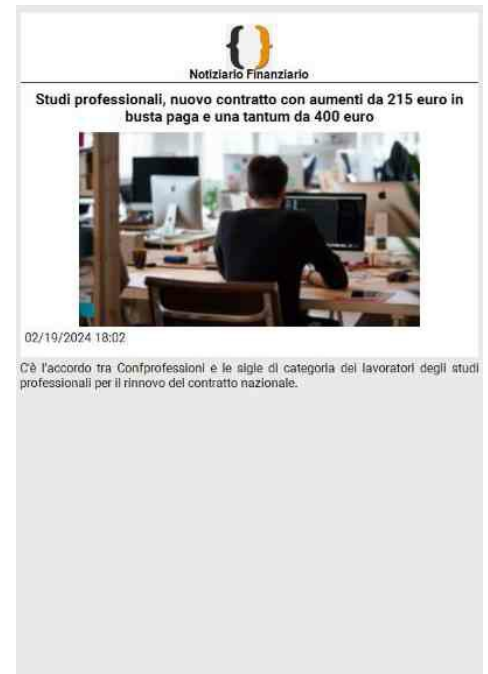 Notiziario Finanziario
Studi professionali, nuovo contratto con aumenti da 215 euro in
busta paga e una tantum da 400 euro
02/19/2024 18:02
C'è l'accordo tra Confprofessioni e le sigle di categoria dei lavoratori degli studi
professionali per il rinnovo del contratto nazionale.